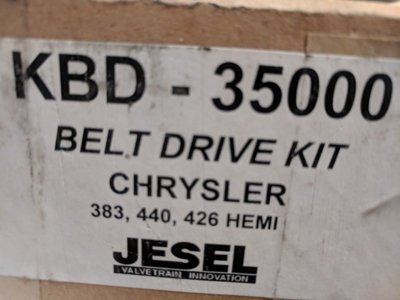 KBD - 35000
BELT DRIVE KIT
CHRYSLER
383, 440, 426 HEMI
JESEL
VALVETRAIN INNOVATION